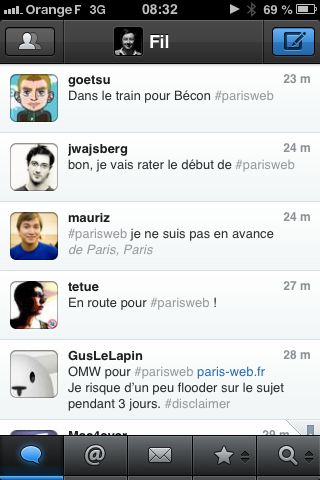 Orange F 3G 08:32 69 %
Fil
goetsu 23 m
Dans le train pour Bécon #parisweb
jwajsberg 24 m
bon, je vais rater le début de #parisweb
mauriz 24 m
#parisweb je ne suis pas en avance
de Paris, Paris
tetue 27 m
En route pour #parisweb !
GusLeLapin 28 m
OMW pour #parisweb paris-web.fr
Je risque d'un peu flooder sur le sujet
pendant 3 jours. #disclaimer
29 m
@